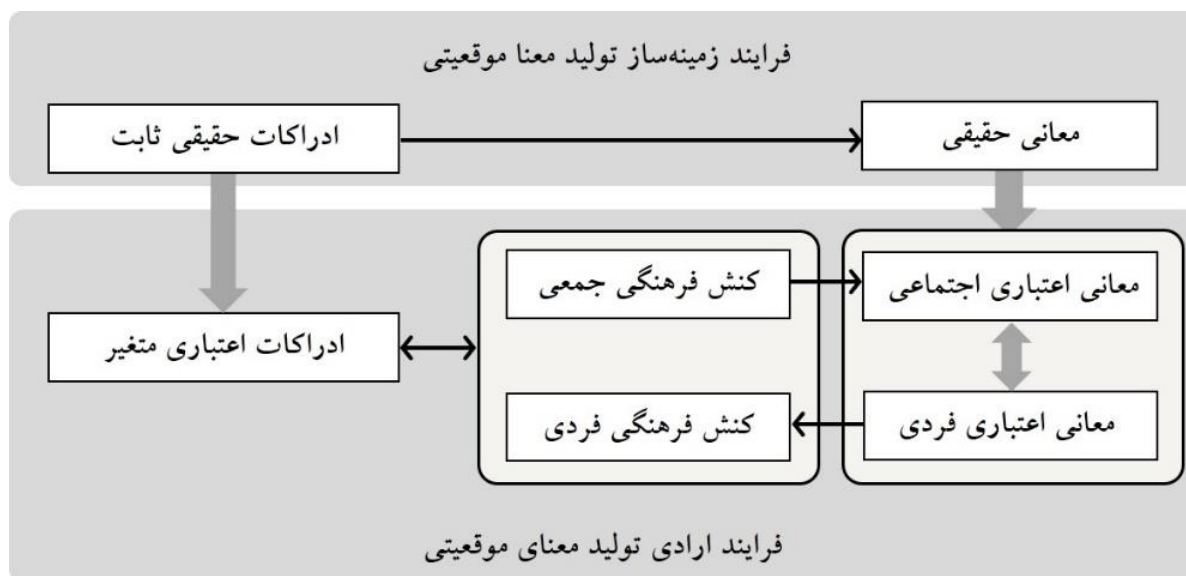 فرایند زمینه‌ساز تولید معنا موقعیتی
معانی حقیقی
ادراکات حقیقی ثابت
معانی اعتباری اجتماعی
کنش فرهنگی جمعی
ادراکات اعتباری متغیر
معانی اعتباری فردی
کنش فرهنگی فردی
فرایند ارادی تولید معنای موقعیتی